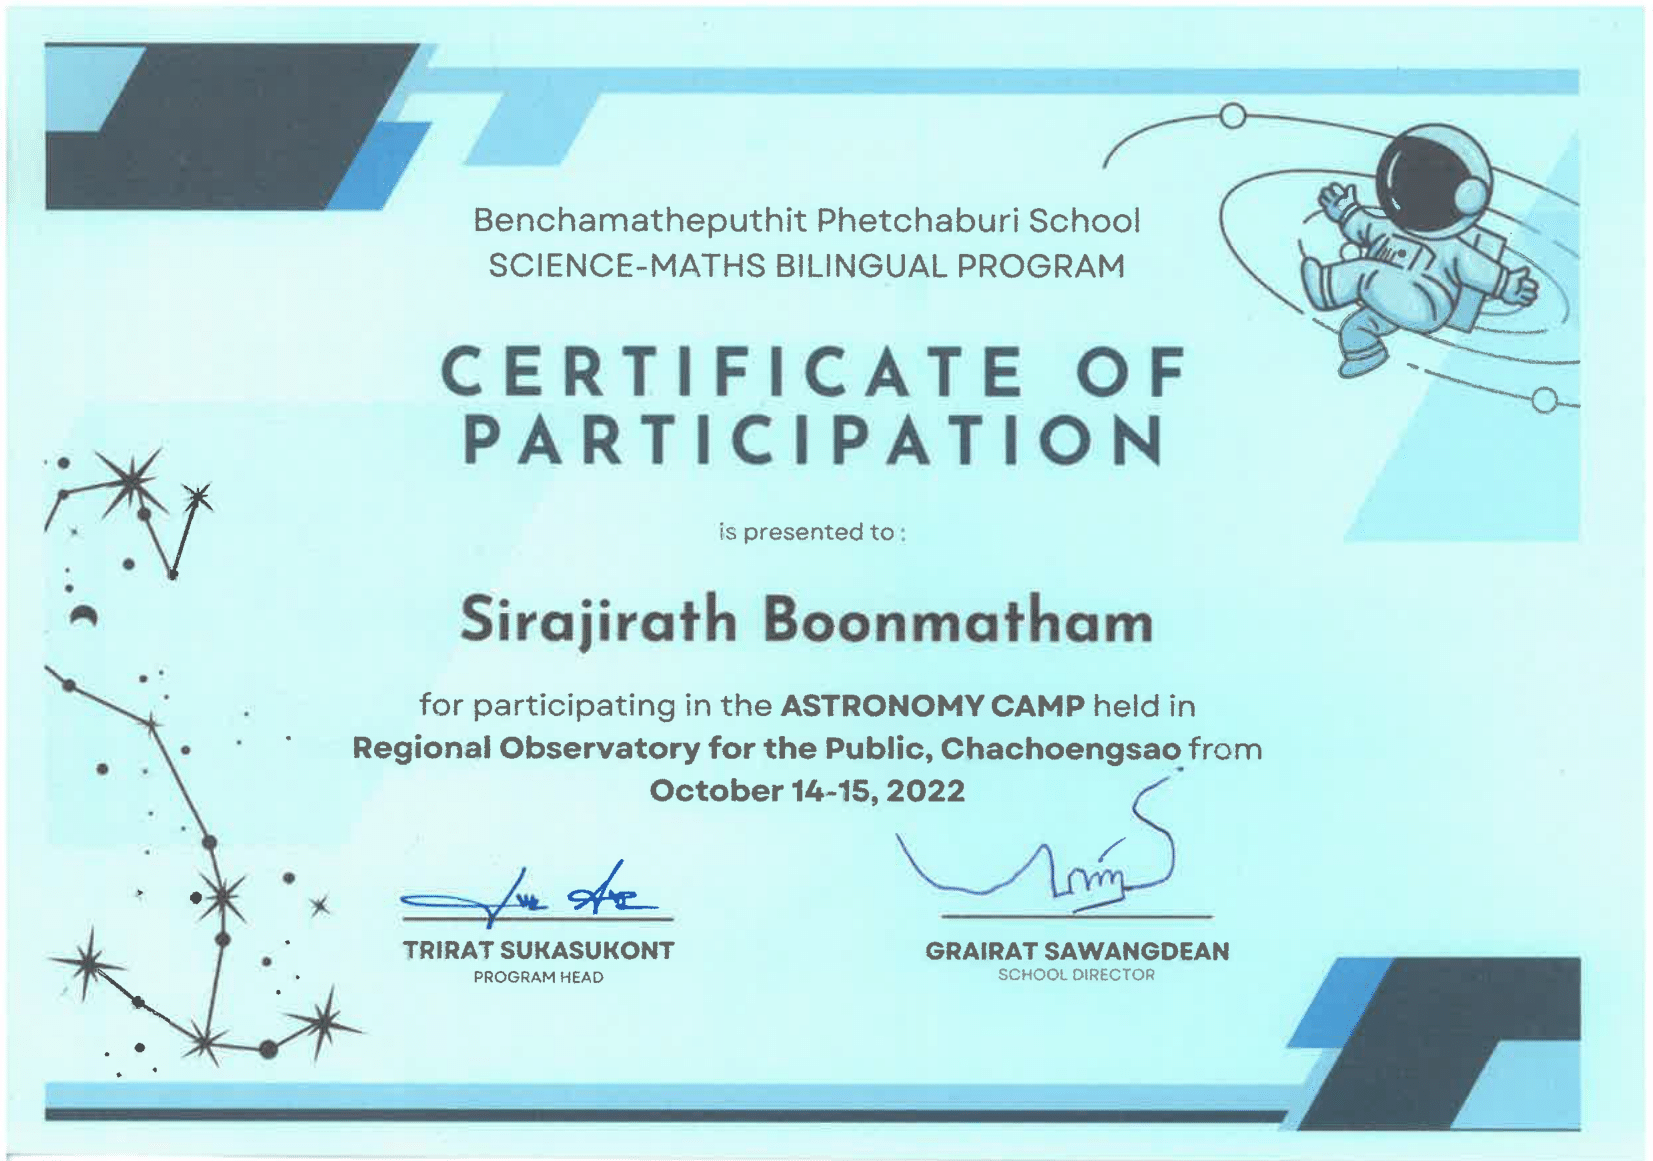 Benchamatheputhit Phetchaburi School
SCIENCE-MATHS BILINGUAL PROGRAM
CERTIFICATE OF
PARTICIPATION
is presented to :
Sirajirath Boonmatham
for participating in the ASTRONOMY CAMP held in
Regional Observatory for the Public, Chachoengsao from
October 14-15, 2022
TRIRAT SUKASUKONT
PROGRAM HEAD
GRAIRAT SAWANGDEAN
SCHOOL DIRECTOR